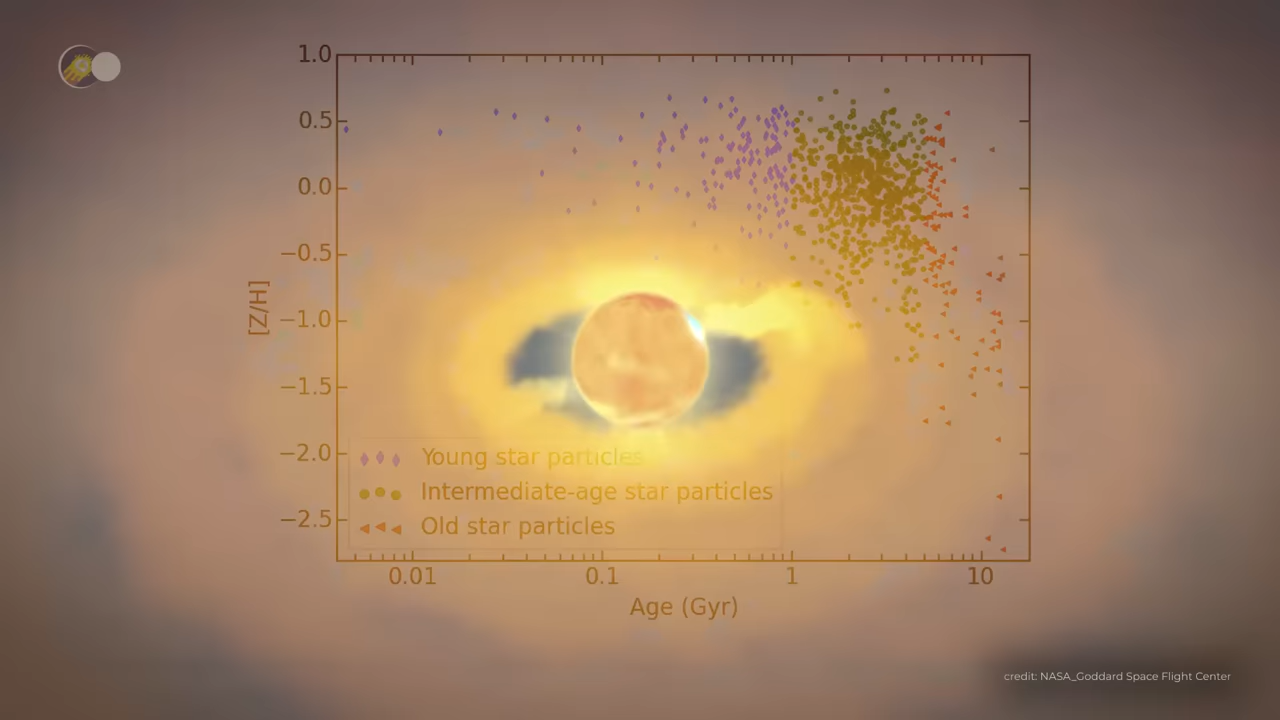 1.0
0.5
0.0
−0.5
−1.0
−1.5
−2.0
−2.5
[Z/H]
Young star particles
Intermediate-age star particles
Old star particles
0.01 0.1 1 10
Age (Gyr)
credit: NASA_Goddard Space Flight Center